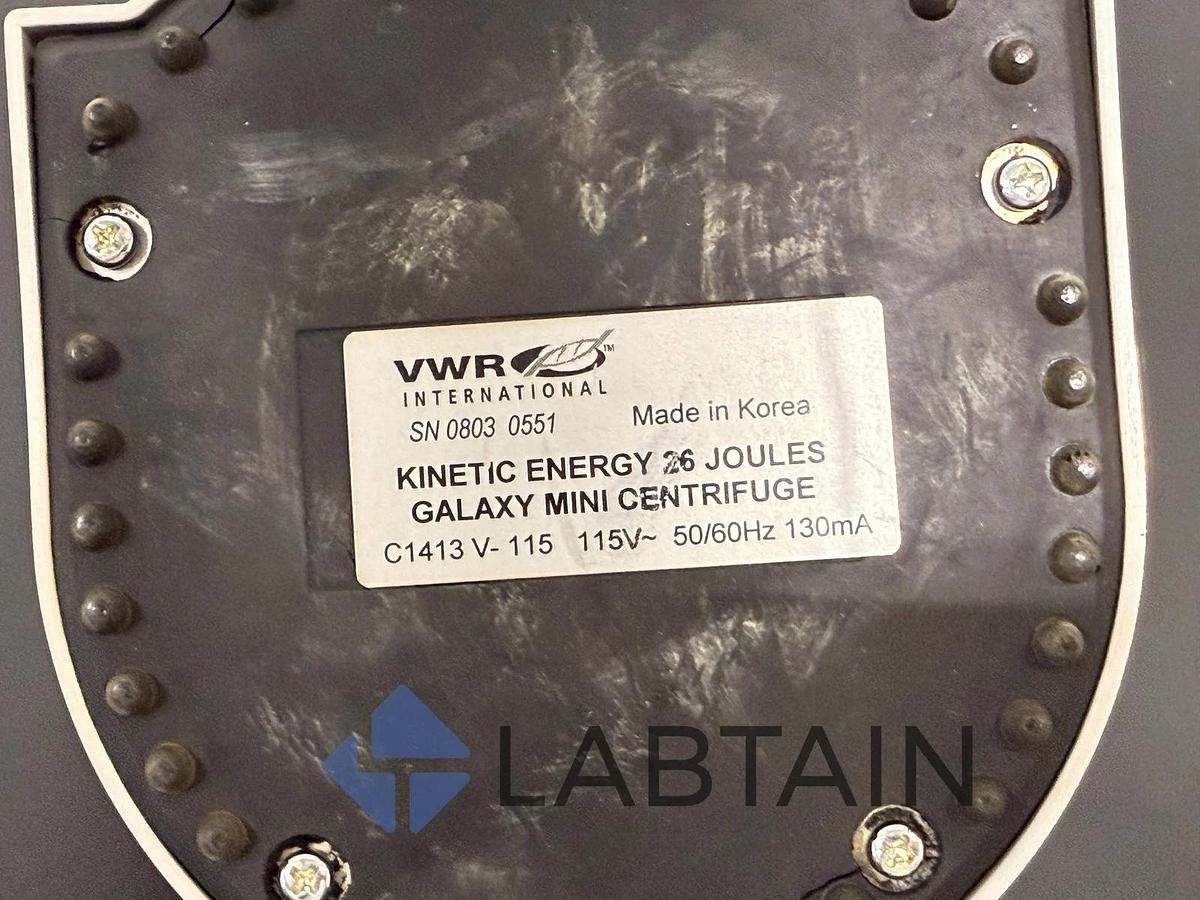 VWR™
INTERNATIONAL
SN 0803 0551
Made in Korea
KINETIC ENERGY 26 JOULES
GALAXY MINI CENTRIFUGE
C1413 V- 115 115V~ 50/60Hz 130mA
LABTAIN